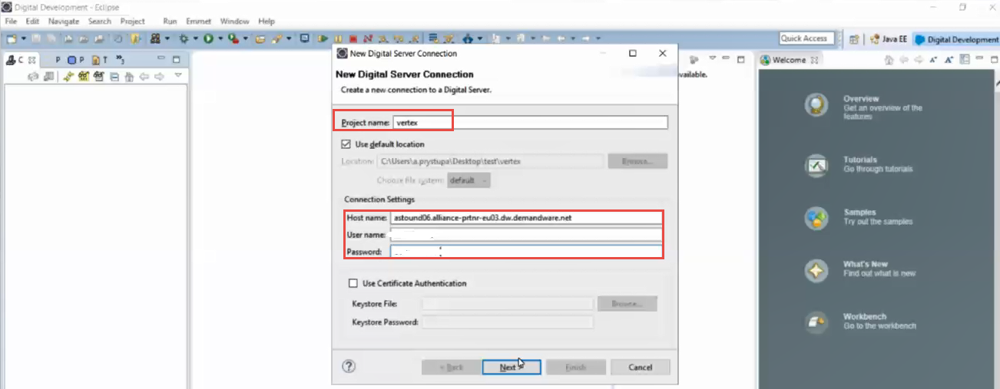 Digital Development - Eclipse
File Edit Navigate Search Project Run Emmet Window Help
Quick Access Java EE Digital Development
C P P T 3
Welcome
vailable.
New Digital Server Connection
New Digital Server Connection
Create a new connection to a Digital Server.
Project name: vertex
Use default location
Location: C:\Users\a.prystupa\Desktop\test\vertex Browse...
Choose file system: default
Connection Settings
Host name: astound06.alliance-prtnr-eu03.dw.demandware.net
User name:
Password:
Use Certificate Authentication
Keystore File: Browse...
Keystore Password:
? < Back Next > Finish Cancel
Overview
Get an overview of the
features
Tutorials
Go through tutorials
Samples
Try out the samples
What's New
Find out what is new
Workbench
Go to the workbench